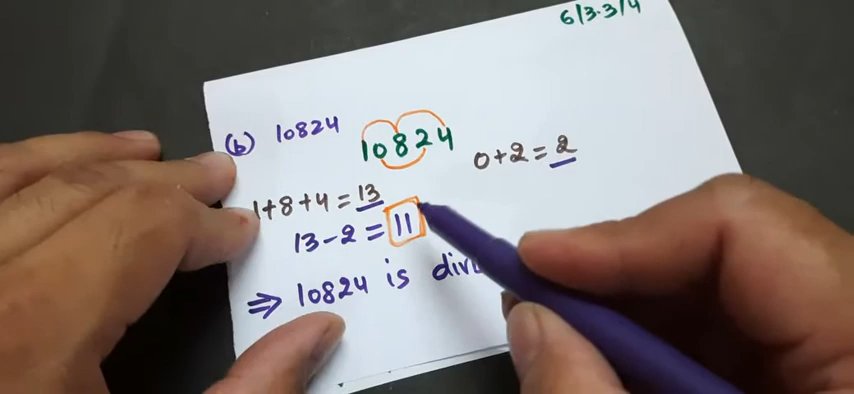 6/3.3/4
(b) 10824
10824
0+2=2
1+8+4=13
13-2=11
⇒ 10824 is